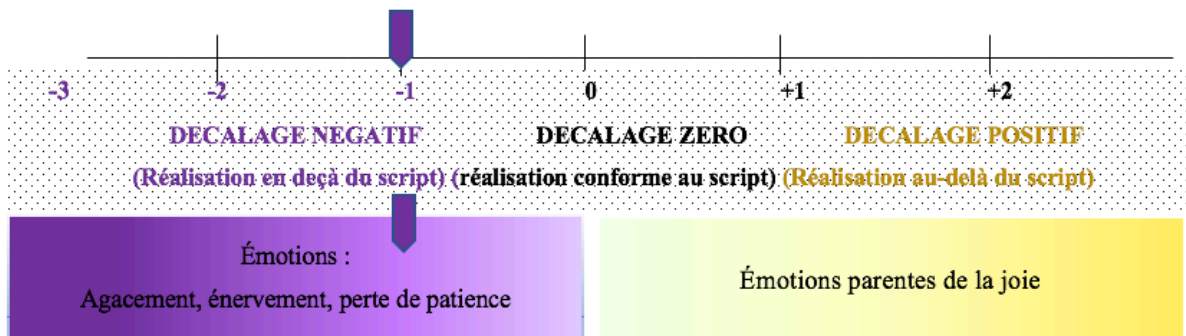 -3 -2 -1 0 +1 +2
DECALAGE NEGATIF DECALAGE ZERO DECALAGE POSITIF
(Réalisation en deçà du script) (réalisation conforme au script) (Réalisation au-delà du script)
Émotions :
Agacement, énervement, perte de patience
Émotions parentes de la joie